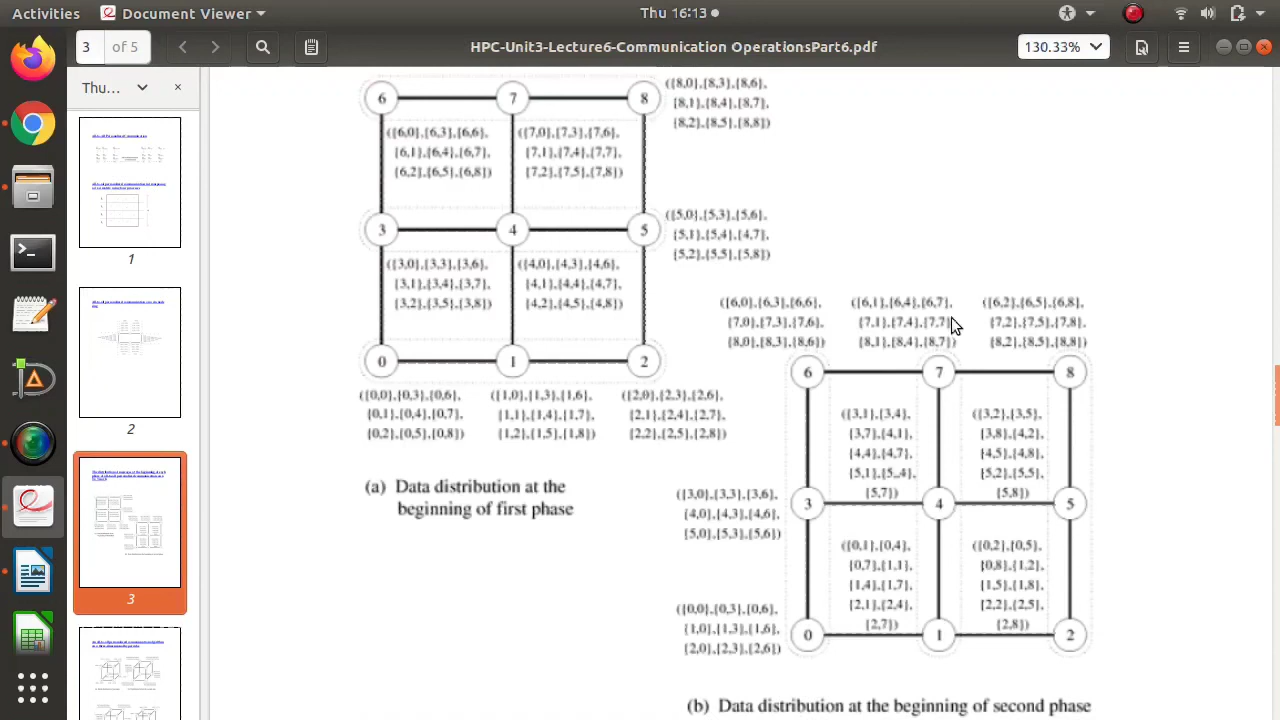 Activities Document Viewer Thu 16:13
3 of 5 HPC-Unit3-Lecture6-Communication OperationsPart6.pdf 130.33%
Thu...
1
2
3
6 7 8
({8,0},{8,3},{8,6},
{8,1},{8,4},{8,7},
{8,2},{8,5},{8,8})
({6,0},{6,3},{6,6}, ({7,0},{7,3},{7,6},
{6,1},{6,4},{6,7}, {7,1},{7,4},{7,7},
{6,2},{6,5},{6,8}) {7,2},{7,5},{7,8})
3 4 5
({5,0},{5,3},{5,6},
{5,1},{5,4},{4,7},
{5,2},{5,5},{5,8})
({3,0},{3,3},{3,6}, ({4,0},{4,3},{4,6},
{3,1},{3,4},{3,7}, {4,1},{4,4},{4,7},
{3,2},{3,5},{3,8}) {4,2},{4,5},{4,8})
0 1 2
({0,0},{0,3},{0,6}, ({1,0},{1,3},{1,6}, ({2,0},{2,3},{2,6},
{0,1},{0,4},{0,7}, {1,1},{1,4},{1,7}, {2,1},{2,4},{2,7},
{0,2},{0,5},{0,8}) {1,2},{1,5},{1,8}) {2,2},{2,5},{2,8})
(a) Data distribution at the
beginning of first phase
({6,0},{6,3},{6,6}, ({6,1},{6,4},{6,7}, ({6,2},{6,5},{6,8},
{7,0},{7,3},{7,6}, {7,1},{7,4},{7,7}, {7,2},{7,5},{7,8},
{8,0},{8,3},{8,6}) {8,1},{8,4},{8,7}) {8,2},{8,5},{8,8})
6 7 8
({3,1},{3,4}, ({3,2},{3,5},
{3,7},{4,1}, {3,8},{4,2},
{4,4},{4,7}, {4,5},{4,8},
{5,1},{5,4}, {5,2},{5,5},
{5,7}) {5,8})
({3,0},{3,3},{3,6},
{4,0},{4,3},{4,6},
{5,0},{5,3},{5,6})
3 4 5
({0,1},{0,4}, ({0,2},{0,5},
{0,7},{1,1}, {0,8},{1,2},
{1,4},{1,7}, {1,5},{1,8},
{2,1},{2,4}, {2,2},{2,5},
{2,7}) {2,8})
({0,0},{0,3},{0,6},
{1,0},{1,3},{1,6},
{2,0},{2,3},{2,6})
0 1 2
(b) Data distribution at the beginning of second phase